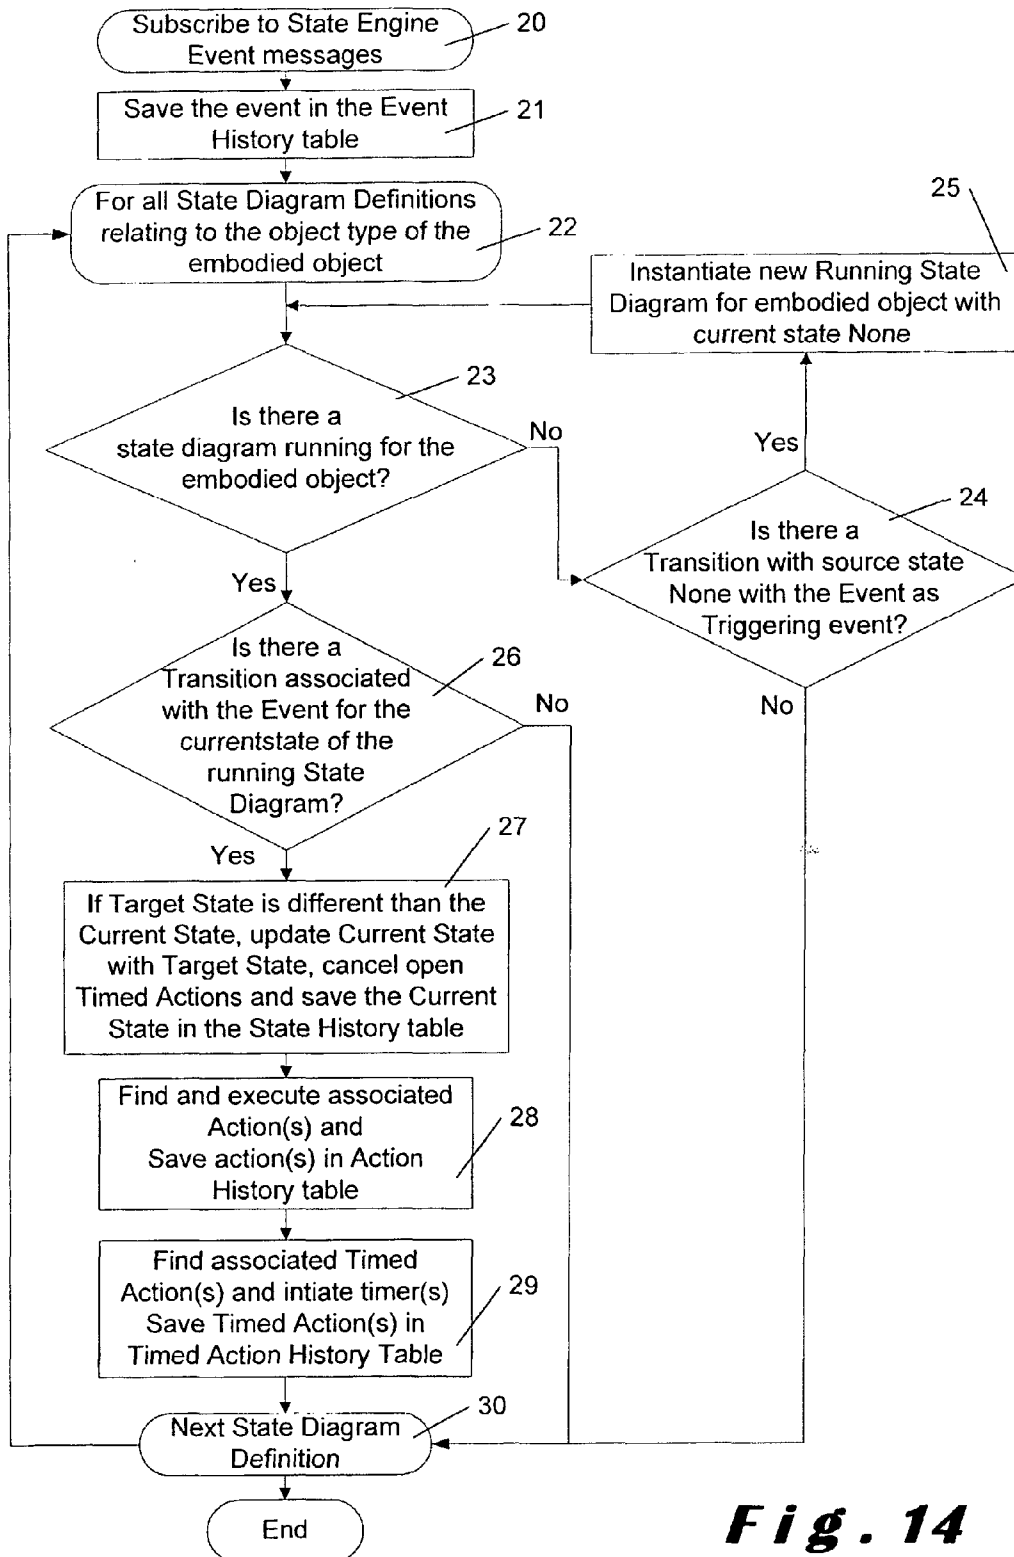 Subscribe to State Engine
Event messages
20
Save the event in the Event
History table
21
For all State Diagram Definitions
relating to the object type of the
embodied object
22
25
Instantiate new Running State
Diagram for embodied object with
current state None
23
Is there a
state diagram running for the
embodied object?
No
Yes
Yes
24
Is there a
Transition with source state
None with the Event as
Triggering event?
No
Is there a
Transition associated
with the Event for the
currentstate of the
running State
Diagram?
26
No
Yes
27
If Target State is different than the
Current State, update Current State
with Target State, cancel open
Timed Actions and save the Current
State in the State History table
Find and execute associated
Action(s) and
Save action(s) in Action
History table
28
Find associated Timed
Action(s) and intiate timer(s)
Save Timed Action(s) in
Timed Action History Table
29
Next State Diagram
Definition
30
End
Fig. 14